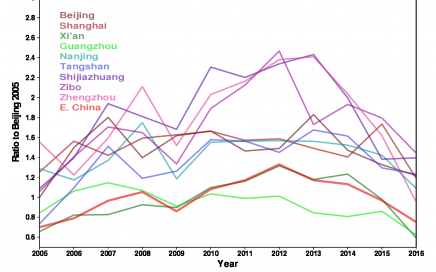 2.8
2.6
2.4
2.2
2
1.8
1.6
1.4
1.2
1
0.8
0.6
Ratio to Beijing 2005
Beijing
Shanghai
Xi'an
Guangzhou
Nanjing
Tangshan
Shijiazhuang
Zibo
Zhengzhou
E. China
2005 2006 2007 2008 2009 2010 2011 2012 2013 2014 2015 2016
Year